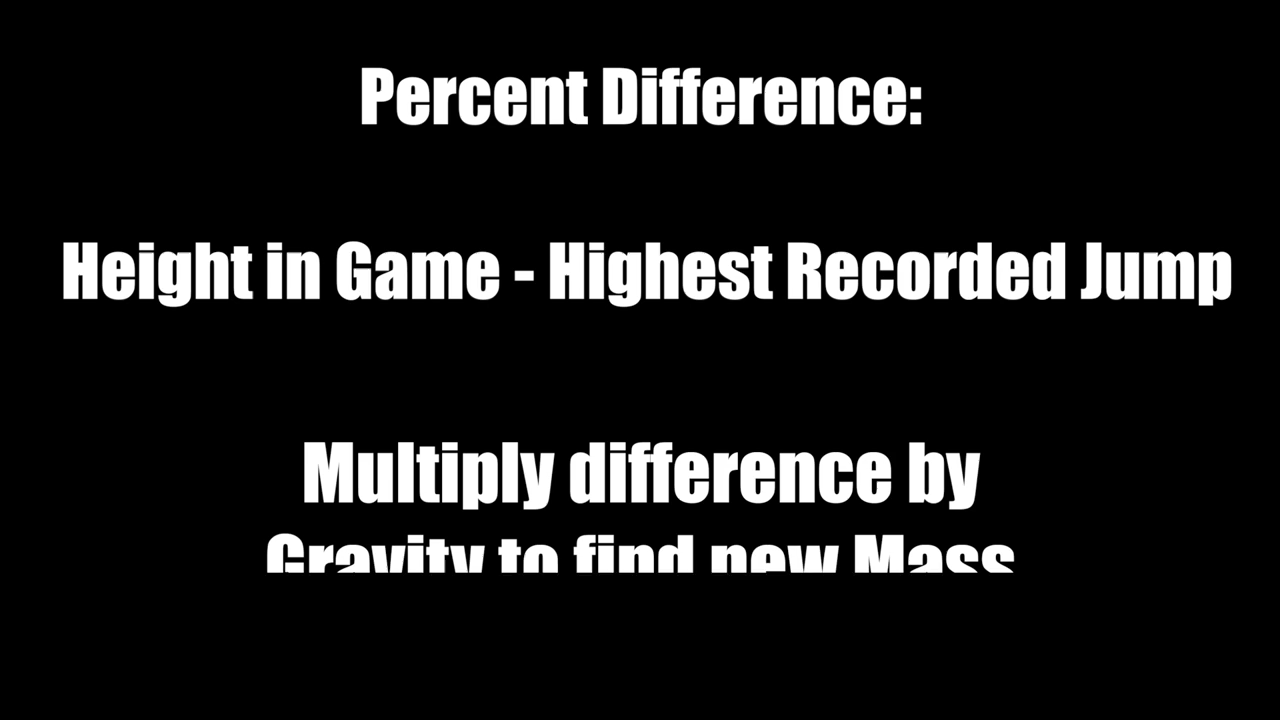 Percent Difference:
Height in Game - Highest Recorded Jump
Multiply difference by
Gravity to find new Mass